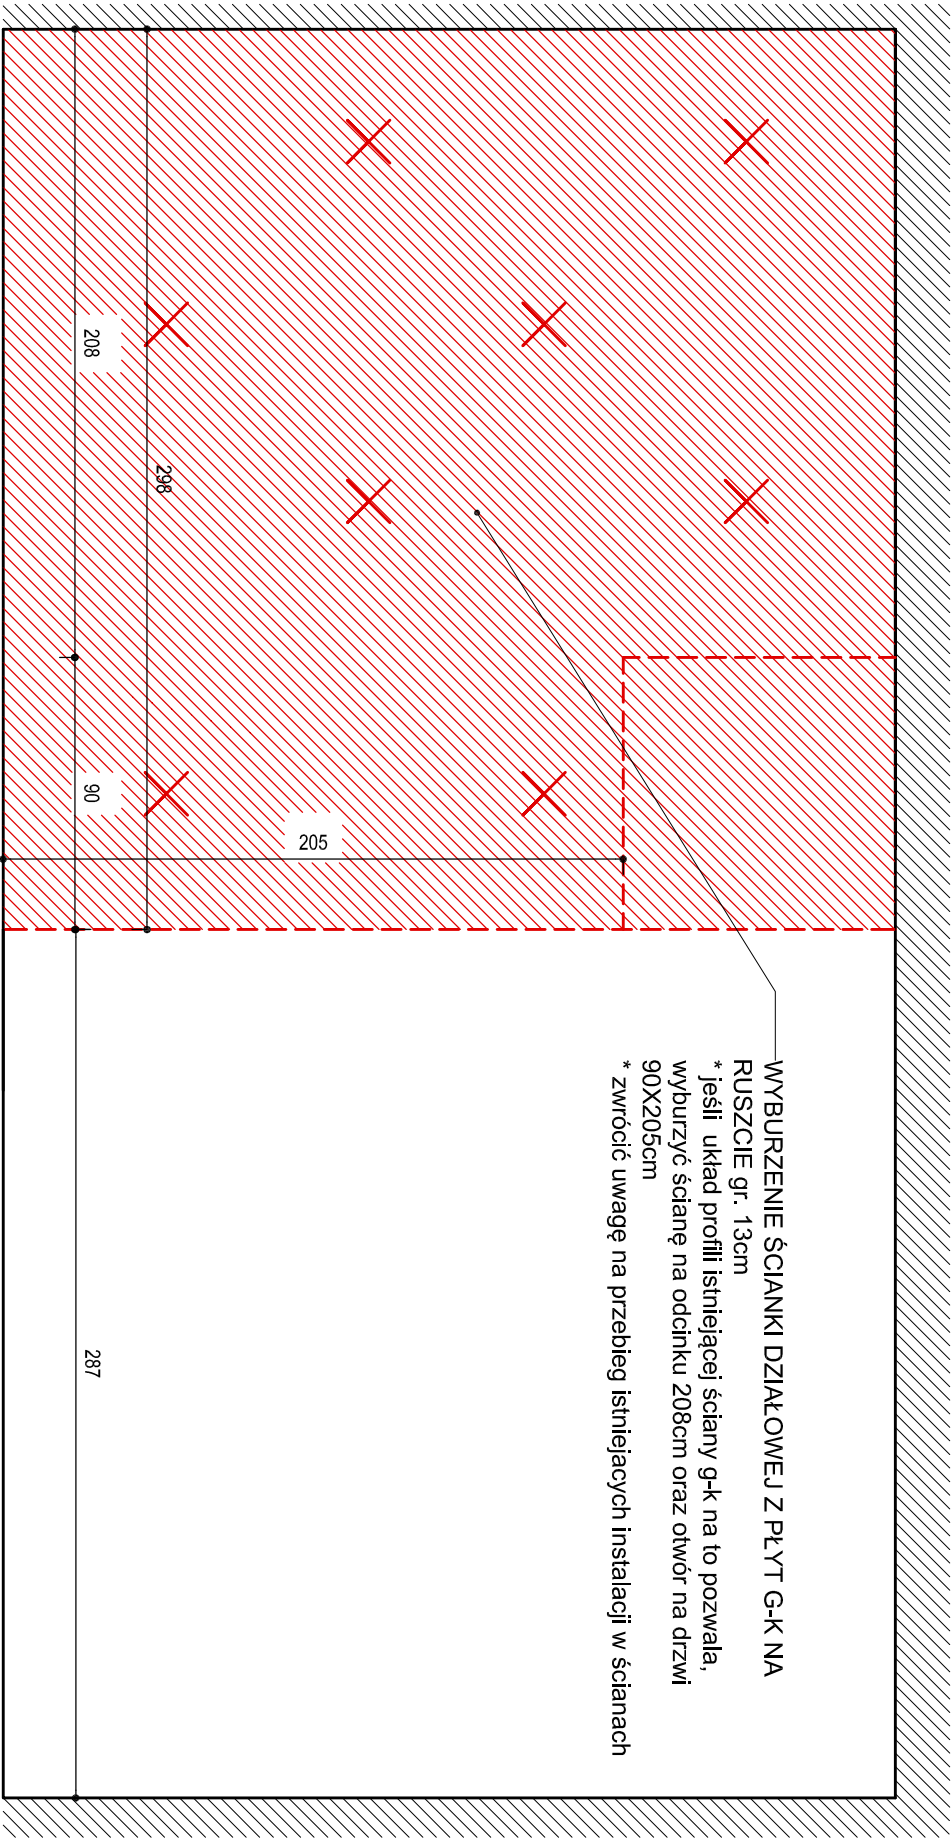 WYBURZENIE ŚCIANKI DZIAŁOWEJ Z PŁYT G-K NA
RUSZCIE gr. 13cm
* jeśli układ profili istniejącej ściany g-k na to pozwala,
wyburzyć ścianę na odcinku 208cm oraz otwór na drzwi
90X205cm
* zwrócić uwagę na przebieg istniejacych instalacji w ścianach
205
298
208
90
287